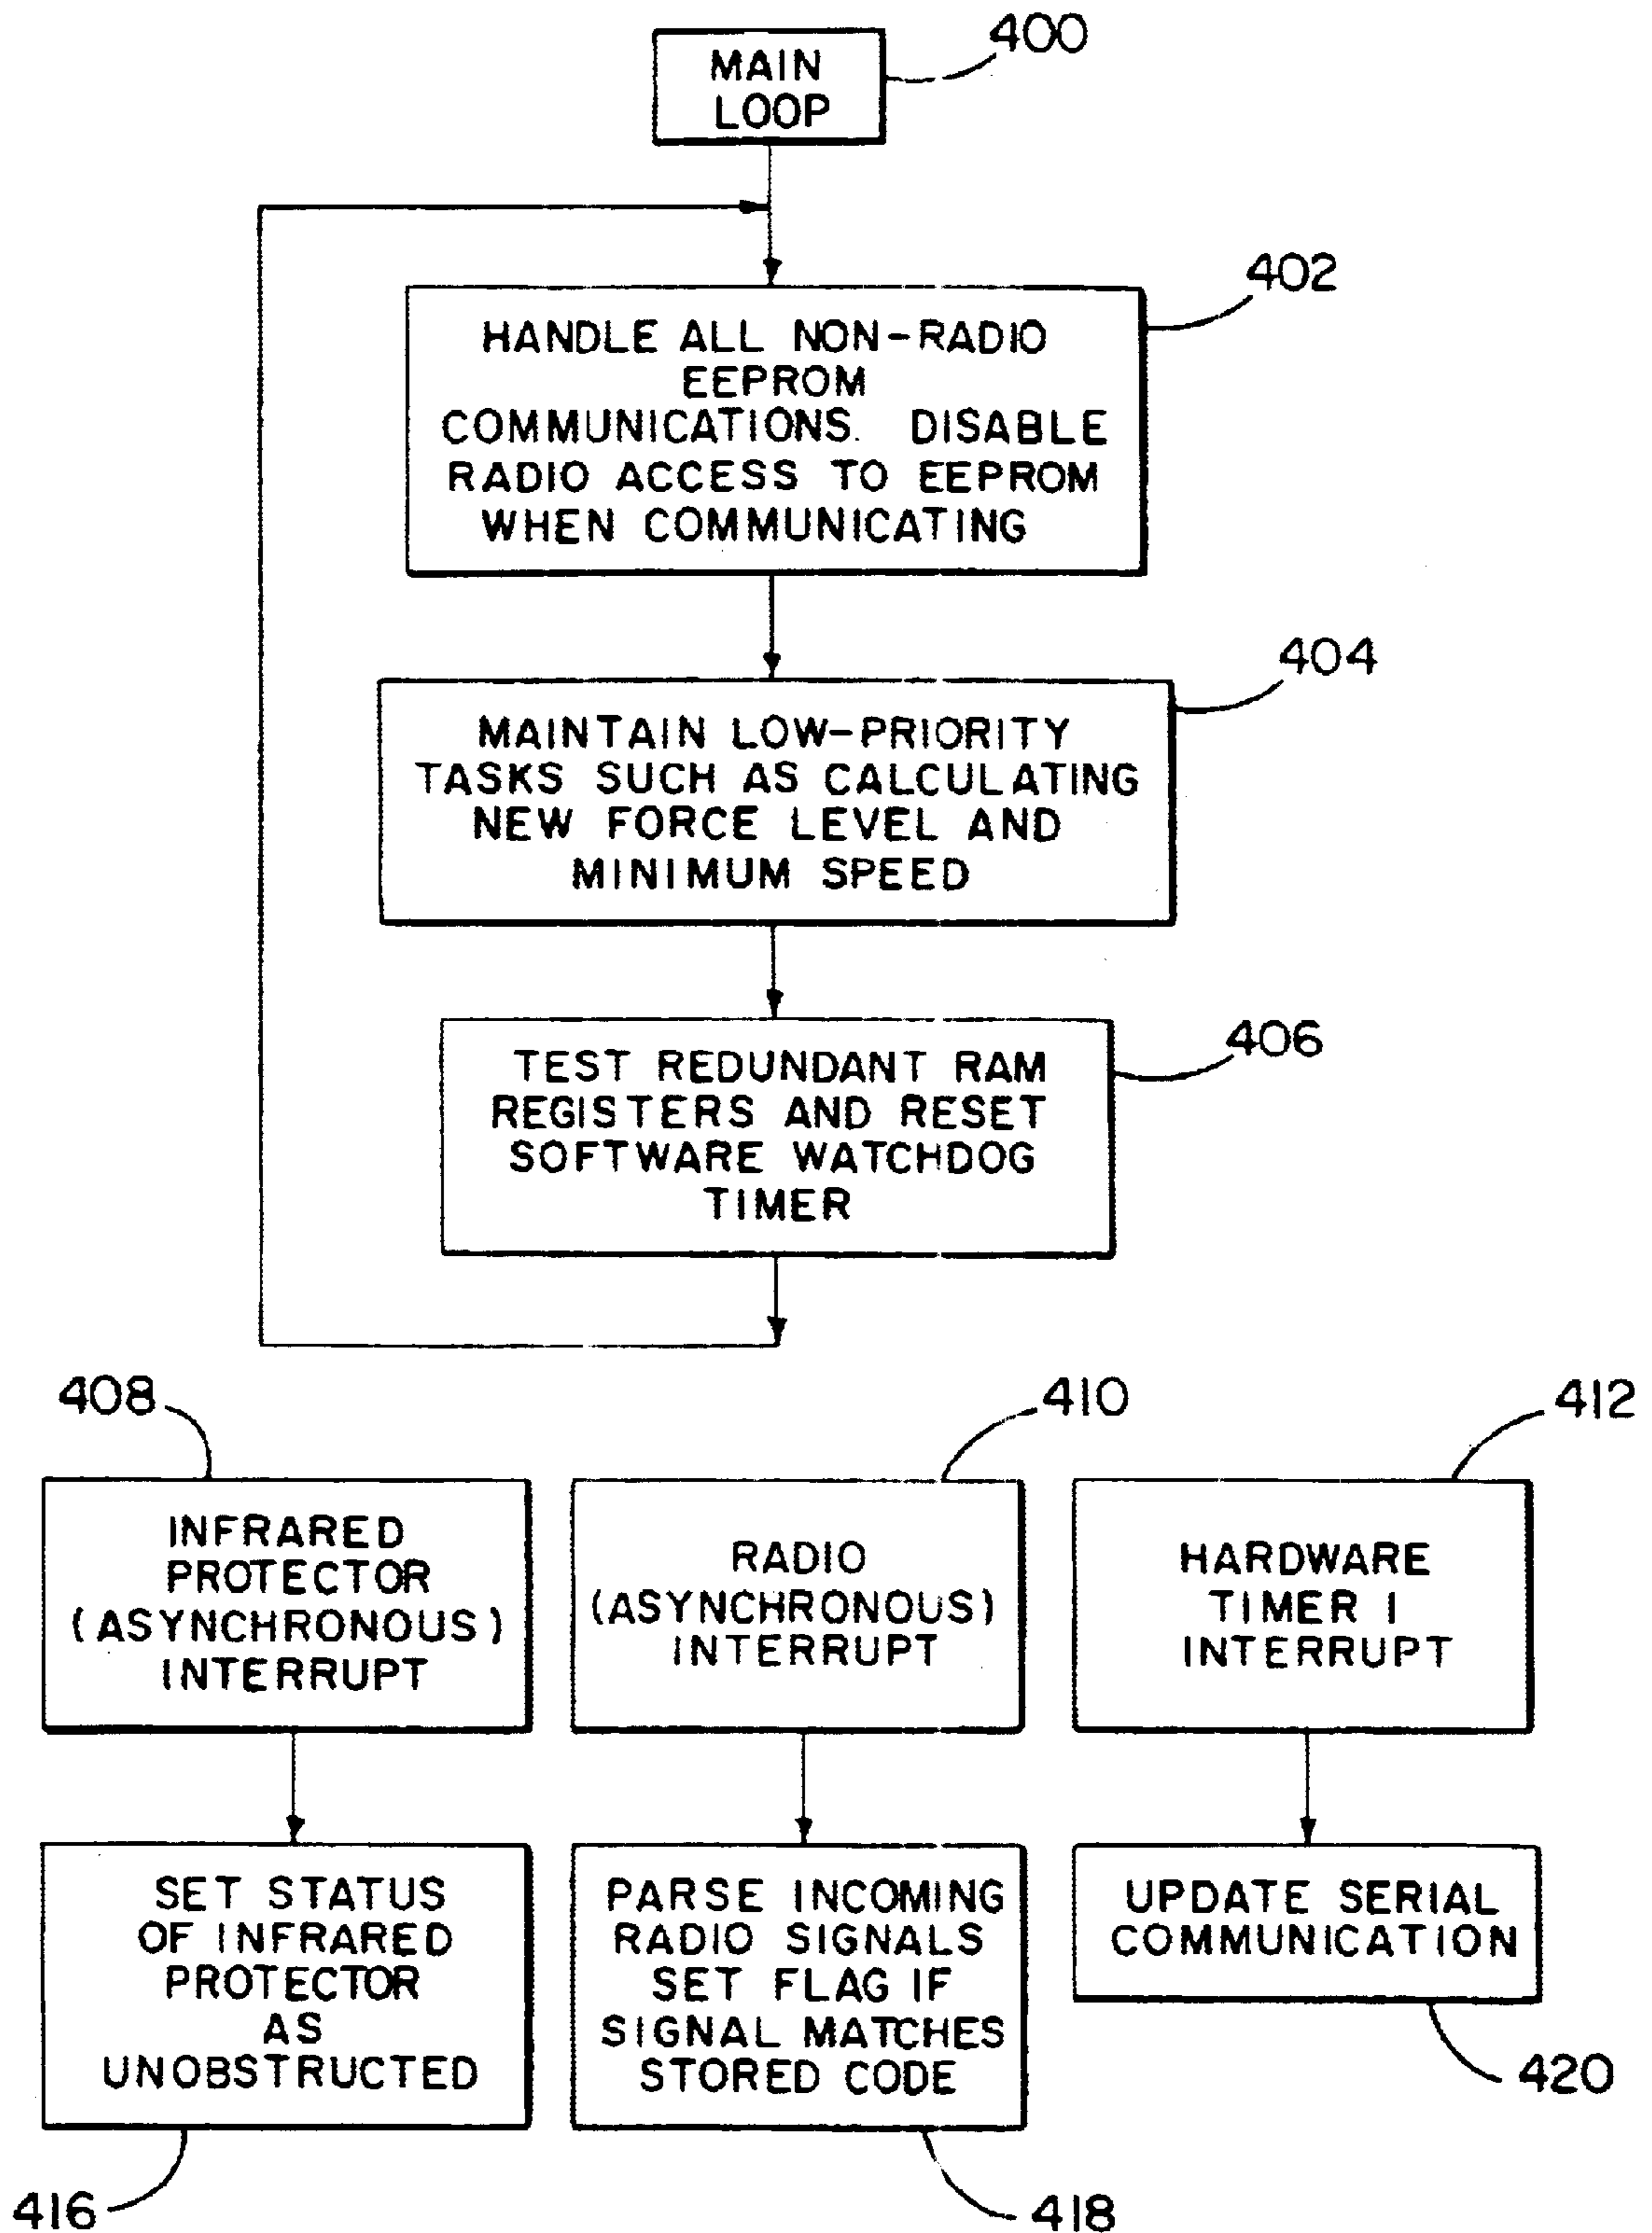 400
MAIN
LOOP
402
HANDLE ALL NON-RADIO
EEPROM
COMMUNICATIONS. DISABLE
RADIO ACCESS TO EEPROM
WHEN COMMUNICATING
404
MAINTAIN LOW-PRIORITY
TASKS SUCH AS CALCULATING
NEW FORCE LEVEL AND
MINIMUM SPEED
406
TEST REDUNDANT RAM
REGISTERS AND RESET
SOFTWARE WATCHDOG
TIMER
408
INFRARED
PROTECTOR
(ASYNCHRONOUS)
INTERRUPT
410
RADIO
(ASYNCHRONOUS)
INTERRUPT
412
HARDWARE
TIMER 1
INTERRUPT
SET STATUS
OF INFRARED
PROTECTOR
AS
UNOBSTRUCTED
416
PARSE INCOMING
RADIO SIGNALS
SET FLAG IF
SIGNAL MATCHES
STORED CODE
418
UPDATE SERIAL
COMMUNICATION
420